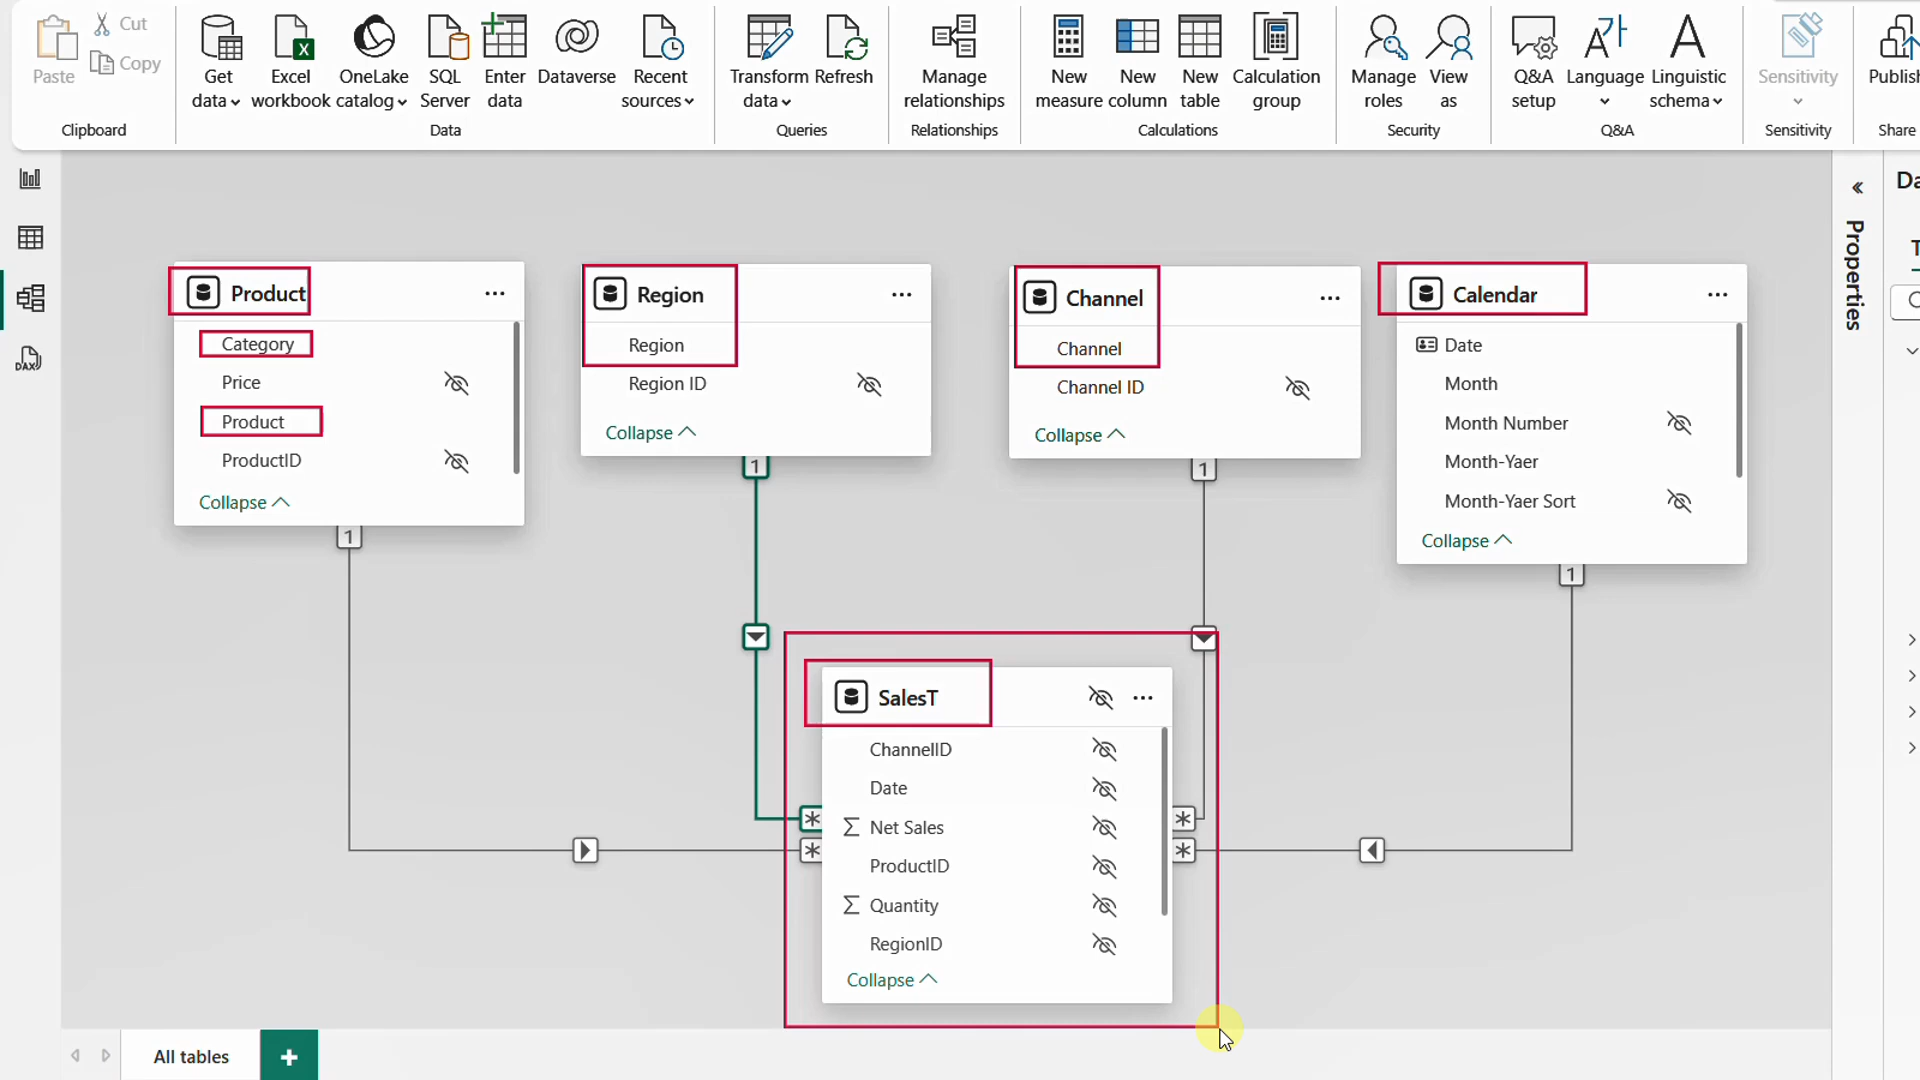 Paste
Cut
Copy
Clipboard
Get
data
Excel
workbook
OneLake
catalog
SQL
Server
Enter
data
Dataverse
Recent
sources
Data
Transform
data
Refresh
Queries
Manage
relationships
Relationships
New
measure
New
column
New
table
Calculation
group
Calculations
Manage
roles
View
as
Security
Q&A
setup
Language
Linguistic
schema
Q&A
Sensitivity
Sensitivity
Publish
Share
DAX
Product
Category
Price
Product
ProductID
Collapse
1
Region
Region
Region ID
Collapse
1
Channel
Channel
Channel ID
Collapse
1
Calendar
Date
Month
Month Number
Month-Yaer
Month-Yaer Sort
Collapse
1
SalesT
ChannelID
Date
Net Sales
ProductID
Quantity
RegionID
Collapse
Properties
All tables